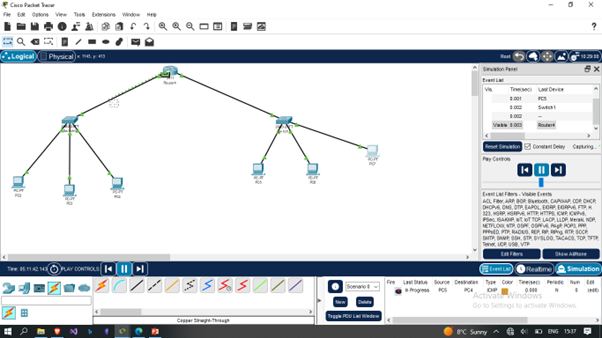 Cisco Packet Tracer
File Edit Options View Tools Extensions Window Help
Logical Physical x: 1145, y: 413
Root 10:29:00
Router4
PC-PT
PC2
PC-PT
PC3
PC-PT
PC4
PC-PT
PC5
PC-PT
PC6
PC-PT
PC7
Simulation Panel
Event List
Vis. Time(sec) Last Device
0.001 PC5
0.002 Switch1
0.002 --
Visible 0.003 Router4
Reset Simulation Constant Delay Capturing...
Play Controls
Event List Filters - Visible Events
ACL Filter, ARP, BGP, Bluetooth, CAPWAP, CDP, DHCP,
DHCPv6, DNS, DTP, EAPOL, EIGRP, EIGRPv6, FTP, H.
323, HSRP, HSRPv6, HTTP, HTTPS, ICMP, ICMPv6,
IPSec, ISAKMP, IoT, IoT TCP, LACP, LLDP, Meraki, NDP,
NETFLOW, NTP, OSPF, OSPFv6, PAgP, POP3, PPP,
PPPoED, PTP, RADIUS, REP, RIP, RIPng, RTP, SCCP,
SMTP, SNMP, SSH, STP, SYSLOG, TACACS, TCP, TFTP,
Telnet, UDP, USB, VTP
Edit Filters Show All/None
Time: 05:11:42.143 PLAY CONTROLS: Event List Realtime Simulation
Scenario 0
New Delete
Toggle PDU List Window
Fire Last Status Source Destination Type Color Time(sec) Periodic Num Edit
In Progress PC5 PC4 ICMP 0.000 N 0 (edit)
Activate Windows
Go to Settings to activate Windows.
Copper Straight-Through
8°C Sunny ENG 15:37